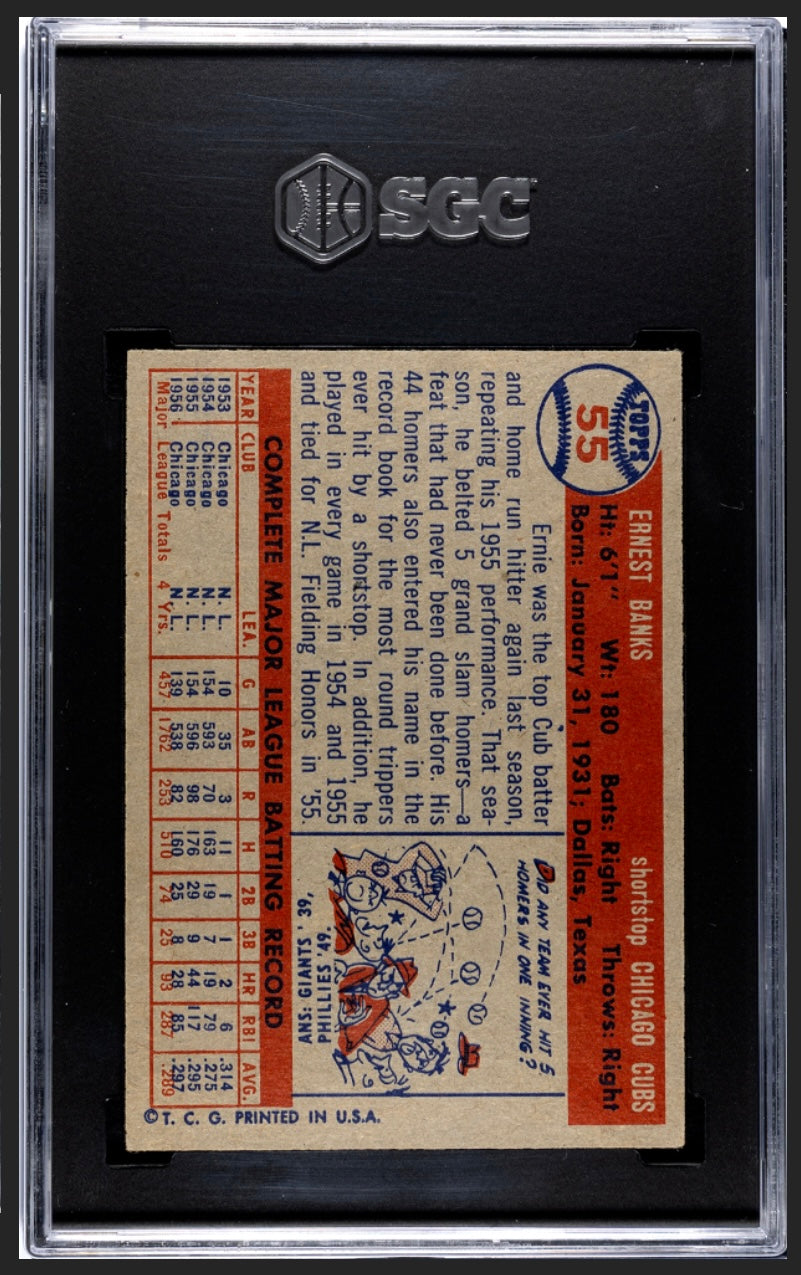 SGC
TOPPS
55
ERNEST BANKS shortstop CHICAGO CUBS
Ht: 6'1" Wt: 180 Bats: Right Throws: Right
Born: January 31, 1931; Dallas, Texas
Ernie was the top Cub batter
and home run hitter again last season,
repeating his 1955 performance. That sea-
son, he belted 5 grand slam homers—a
feat that had never been done before. His
44 homers also entered his name in the
record book for the most round trippers
ever hit by a shortstop. In addition, he
played in every game in 1954 and 1955
and tied for N.L. Fielding Honors in '55.
DID ANY TEAM EVER HIT 5
HOMERS IN ONE INNING?
ANS: GIANTS '39,
PHILLIES '49.
COMPLETE MAJOR LEAGUE BATTING RECORD
YEAR CLUB LEA. G AB R H 2B 3B HR RBI AVG.
1953 Chicago N. L. 10 35 3 11 1 1 2 6 .314
1954 Chicago N. L. 154 593 70 163 19 7 19 79 .275
1955 Chicago N. L. 154 596 98 176 29 9 44 117 .295
1956 Chicago N. L. 139 538 82 160 25 8 28 85 .297
Major League Totals 4 Yrs. 457 1762 253 510 74 25 93 287 .289
© T. C. G. PRINTED IN U.S.A.